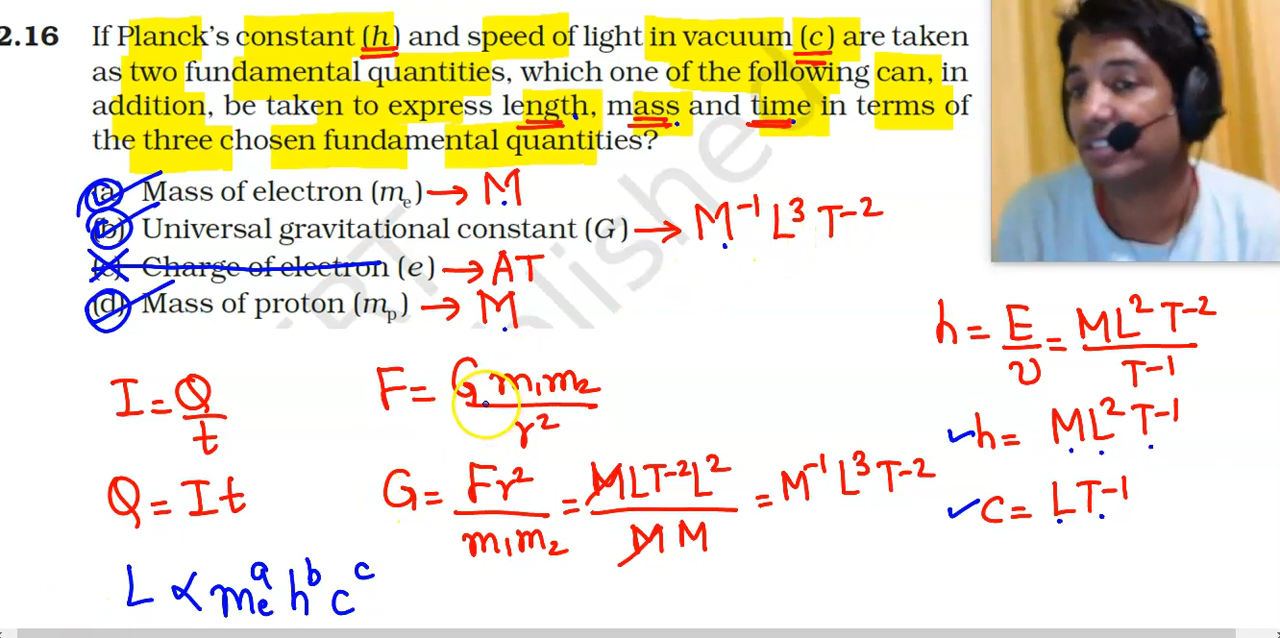 2.16 If Planck's constant (h) and speed of light in vacuum (c) are taken
as two fundamental quantities, which one of the following can, in
addition, be taken to express length, mass and time in terms of
the three chosen fundamental quantities?
(a) Mass of electron (mₑ) → M
(b) Universal gravitational constant (G) → M⁻¹ L³ T⁻²
(c) Charge of electron (e) → AT
(d) Mass of proton (mₚ) → M
I = Q/t
Q = It
F = G m₁m₂/r²
G = Fr²/m₁m₂ = MLT⁻²L²/MM = M⁻¹L³T⁻²
L ∝ mₑᵃ hᵇ cᶜ
h = E/υ = ML²T⁻²/T⁻¹
✓h = ML²T⁻¹
✓c = LT⁻¹